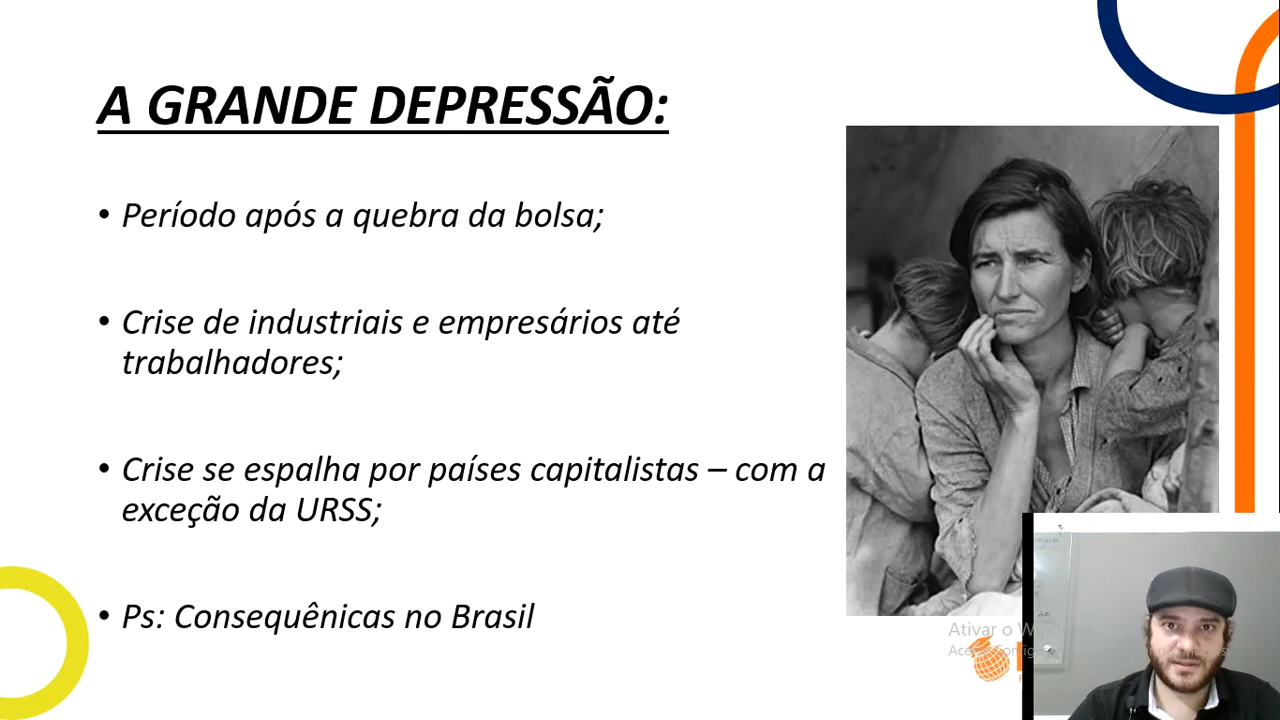 A GRANDE DEPRESSÃO:
• Período após a quebra da bolsa;
• Crise de industriais e empresários até
trabalhadores;
• Crise se espalha por países capitalistas – com a
exceção da URSS;
• Ps: Consequênicas no Brasil
Ativar o